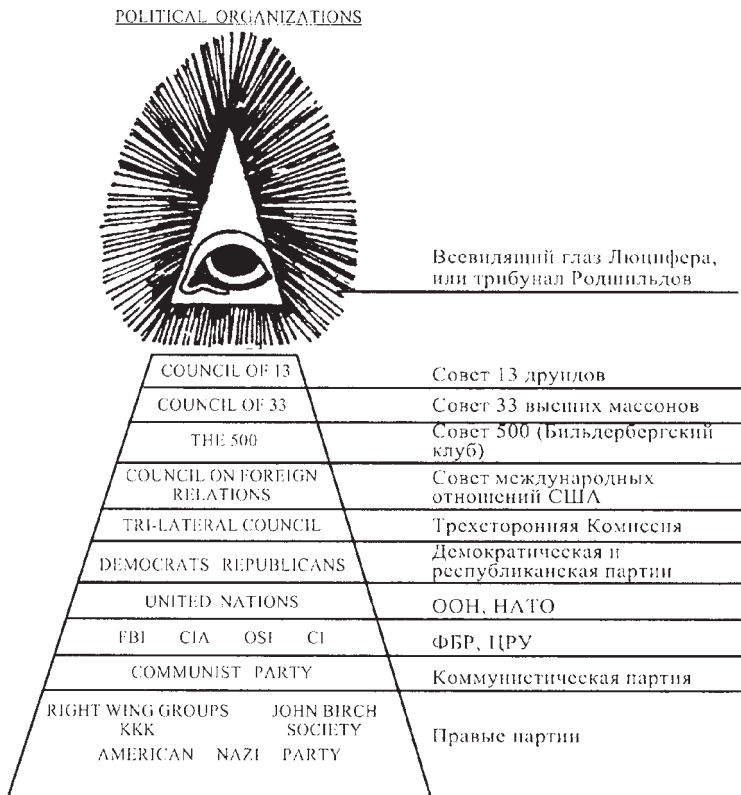 POLITICAL ORGANIZATIONS
Всевидящий глаз Люцифера,
или трибунал Родшильдов
COUNCIL OF 13
Совет 13 друидов
COUNCIL OF 33
Совет 33 высших массонов
THE 500
Совет 500 (Бильдербергский
клуб)
COUNCIL ON FOREIGN
RELATIONS
Совет международных
отношений США
TRI-LATERAL COUNCIL
Трехсторонняя Комиссия
DEMOCRATS REPUBLICANS
Демократическая и
республиканская партии
UNITED NATIONS
ООН, НАТО
FBI CIA OSI CI
ФБР, ЦРУ
COMMUNIST PARTY
Коммунистическая партия
RIGHT WING GROUPS JOHN BIRCH
KKK SOCIETY
AMERICAN NAZI PARTY
Правые партии